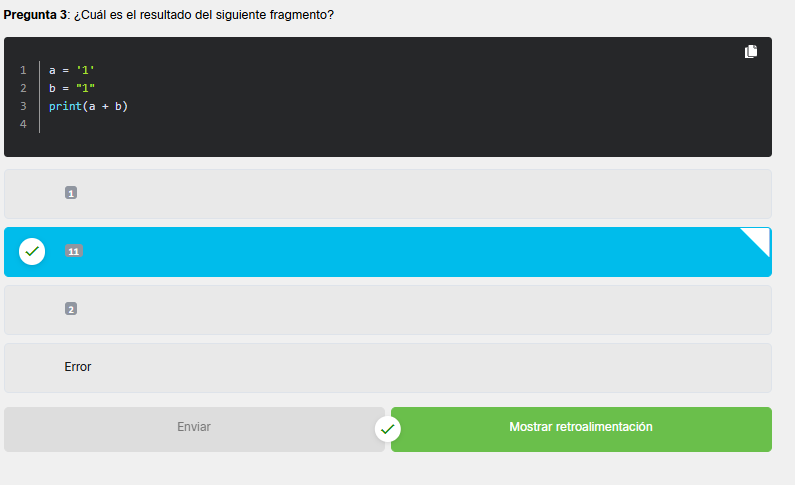 Pregunta 3: ¿Cuál es el resultado del siguiente fragmento?
1 a = '1'
2 b = "1"
3 print(a + b)
4
1
11
2
Error
Enviar
Mostrar retroalimentación